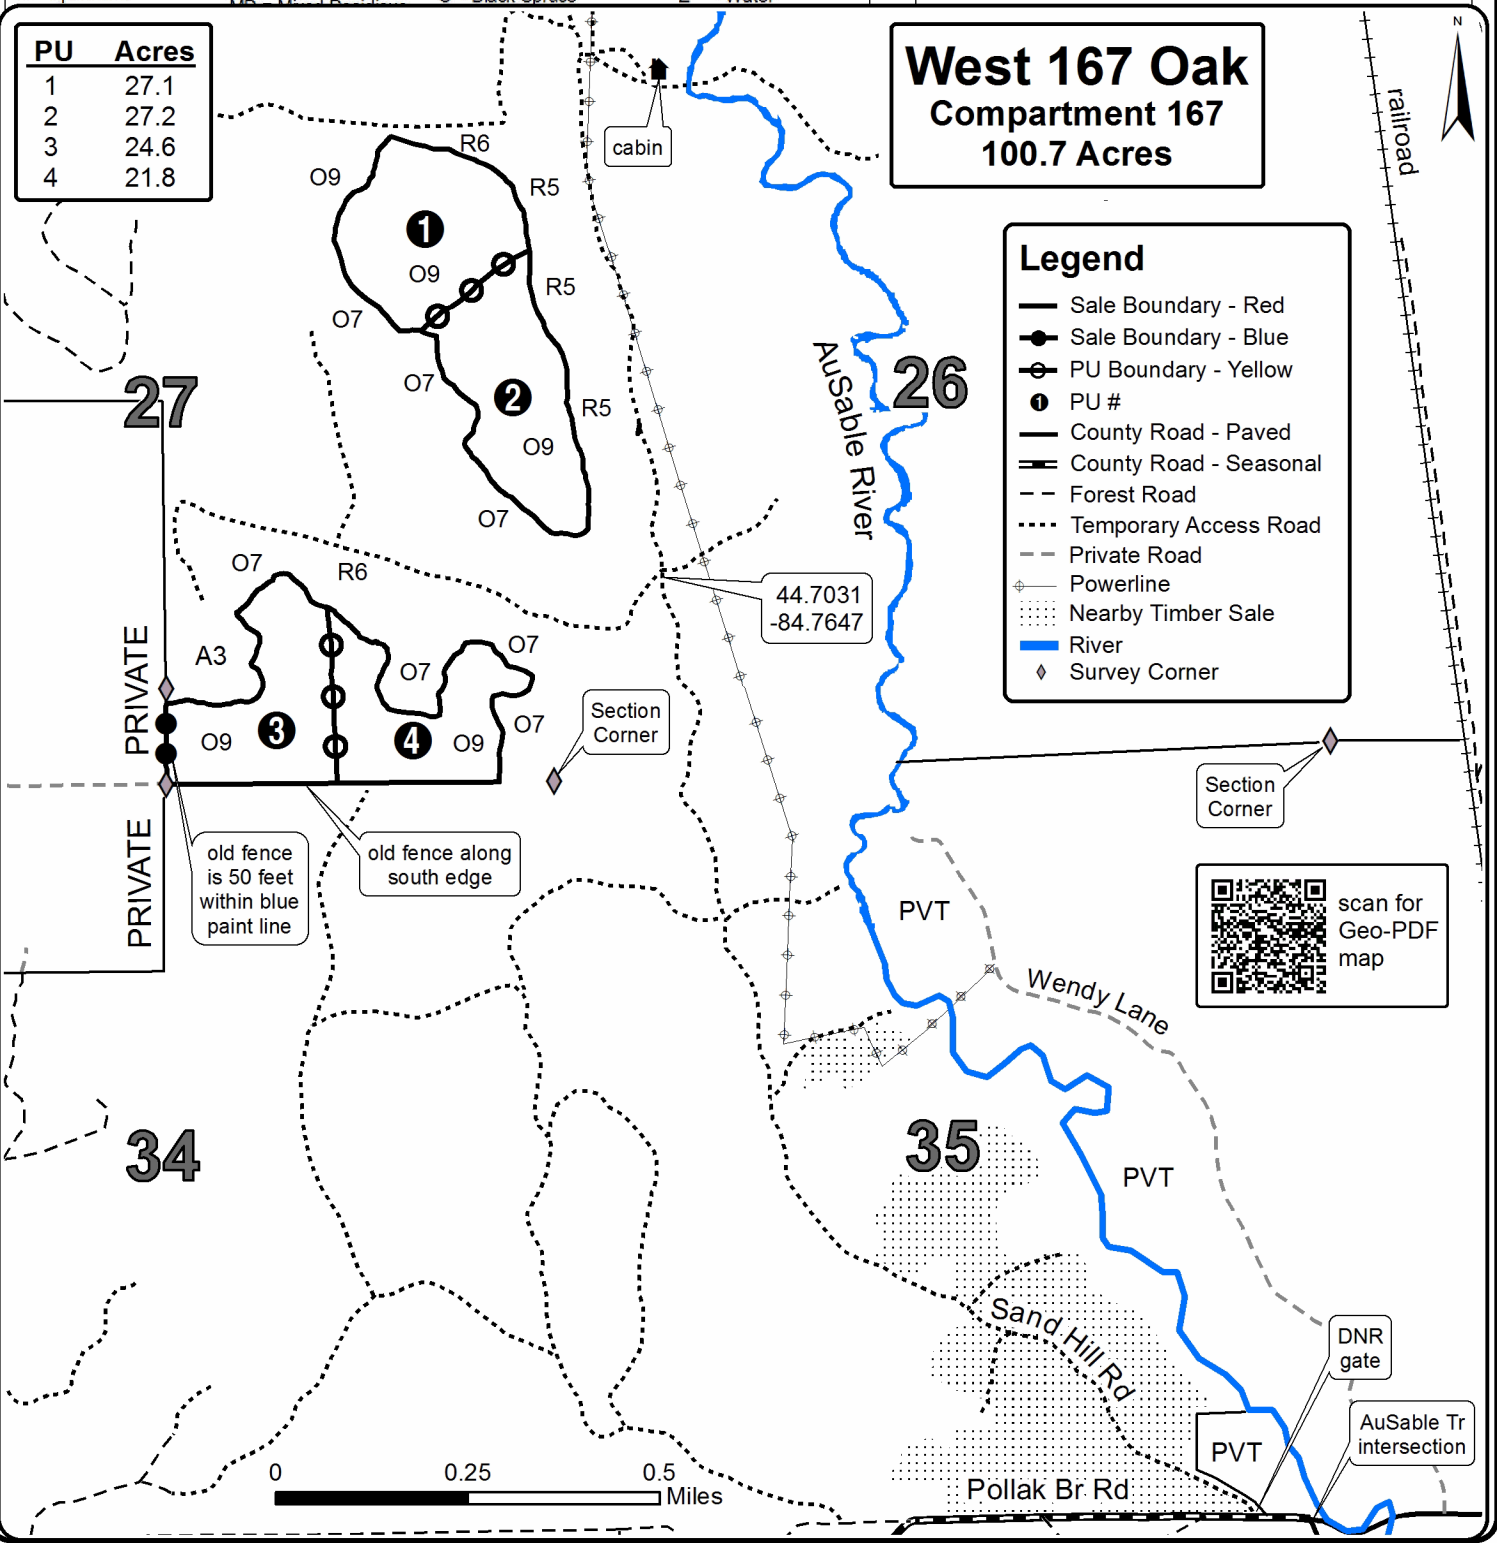 PU Acres
1 27.1
2 27.2
3 24.6
4 21.8
West 167 Oak
Compartment 167
100.7 Acres
N
railroad
cabin
R6
O9
R5
1
O9
R5
O7
O7
2
R5
O9
O7
27
26
AuSable River
Legend
Sale Boundary - Red
Sale Boundary - Blue
PU Boundary - Yellow
1 PU #
County Road - Paved
County Road - Seasonal
Forest Road
Temporary Access Road
Private Road
Powerline
Nearby Timber Sale
River
Survey Corner
44.7031
-84.7647
O7
R6
A3
O7
O7
O7
PRIVATE
O9
3
4
O9
Section
Corner
Section
Corner
PRIVATE
old fence
is 50 feet
within blue
paint line
old fence along
south edge
scan for
Geo-PDF
map
PVT
Wendy Lane
34
35
PVT
Sand Hill Rd
DNR
gate
AuSable Tr
intersection
PVT
Pollak Br Rd
0 0.25 0.5
Miles